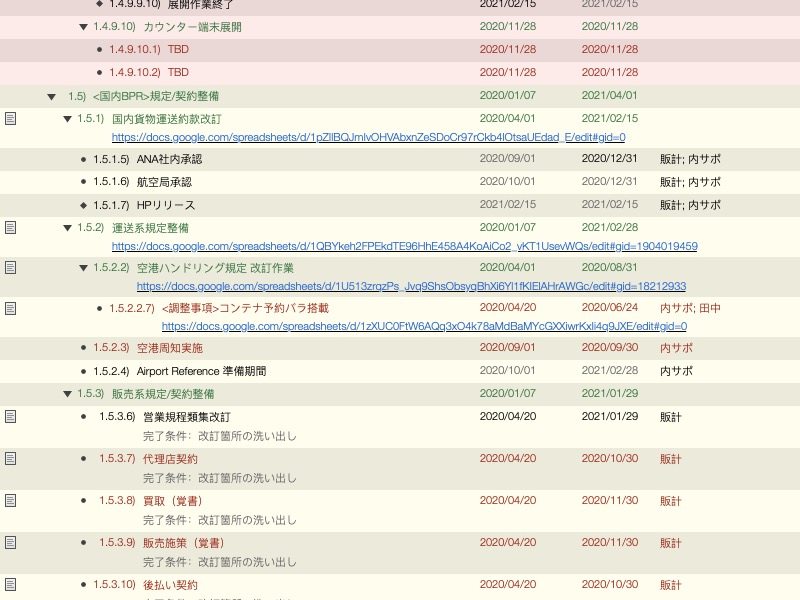 1.4.9.9.10) 展開作業終了 2021/02/15 2021/02/15
1.4.9.10) カウンター端末展開 2020/11/28 2020/11/28
1.4.9.10.1) TBD 2020/11/28 2020/11/28
1.4.9.10.2) TBD 2020/11/28 2020/11/28
1.5) <国内BPR>規定/契約整備 2020/01/07 2021/04/01
1.5.1) 国内貨物運送約款改訂 2020/04/01 2021/02/15
https://docs.google.com/spreadsheets/d/1pZllBQJmIvOHVAbxnZeSDoCr97rCkb4lOtsaUEdad_E/edit#gid=0
1.5.1.5) ANA社内承認 2020/09/01 2020/12/31 販計; 内サポ
1.5.1.6) 航空局承認 2020/10/01 2020/12/31 販計; 内サポ
1.5.1.7) HPリリース 2021/02/15 2021/02/15 販計; 内サポ
1.5.2) 運送系規定整備 2020/01/07 2021/02/28
https://docs.google.com/spreadsheets/d/1QBYkeh2FPEkdTE96HhE458A4KoAjCo2_vKT1UsevWQs/edit#gid=1904019459
1.5.2.2) 空港ハンドリング規定 改訂作業 2020/04/01 2020/08/31
https://docs.google.com/spreadsheets/d/1U513zrqzPs_Jvq9ShsObsyqBhXi6Yl1fKIElAHrAWGc/edit#gid=18212933
1.5.2.2.7) <調整事項>コンテナ予約バラ搭載 2020/04/20 2020/06/24 内サポ; 田中
https://docs.google.com/spreadsheets/d/1zXUC0FtW6AQq3xO4k78aMdBaMYcGXXiwrKxli4q9JXE/edit#gid=0
1.5.2.3) 空港周知実施 2020/09/01 2020/09/30 内サポ
1.5.2.4) Airport Reference 準備期間 2020/10/01 2021/02/28 内サポ
1.5.3) 販売系規定/契約整備 2020/01/07 2021/01/29
1.5.3.6) 営業規程類集改訂 2020/04/20 2021/01/29 販計
完了条件: 改訂箇所の洗い出し
1.5.3.7) 代理店契約 2020/04/20 2020/10/30 販計
完了条件: 改訂箇所の洗い出し
1.5.3.8) 買取（覚書） 2020/04/20 2020/11/30 販計
完了条件: 改訂箇所の洗い出し
1.5.3.9) 販売施策（覚書） 2020/04/20 2020/11/30 販計
完了条件: 改訂箇所の洗い出し
1.5.3.10) 後払い契約 2020/04/20 2020/10/30 販計